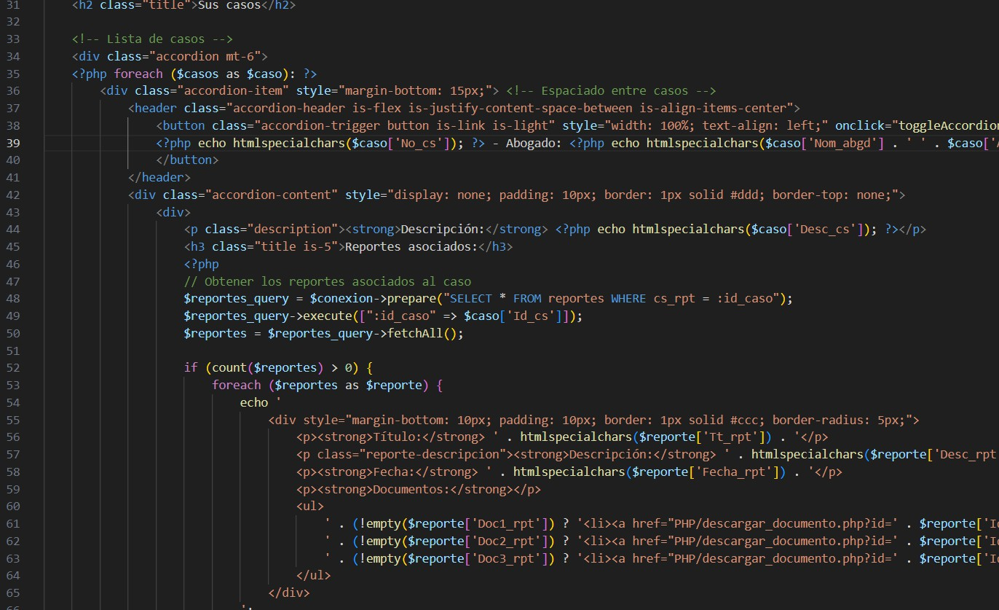 31 <h2 class="title">Sus casos</h2>
32
33 <!-- Lista de casos -->
34 <div class="accordion mt-6">
35 <?php foreach ($casos as $caso): ?>
36 <div class="accordion-item" style="margin-bottom: 15px;"> <!-- Espaciado entre casos -->
37 <header class="accordion-header is-flex is-justify-content-space-between is-align-items-center">
38 <button class="accordion-trigger button is-link is-light" style="width: 100%; text-align: left;" onclick="toggleAccordion
39 <?php echo htmlspecialchars($caso['No_cs']); ?> - Abogado: <?php echo htmlspecialchars($caso['Nom_abgd'] . ' ' . $caso['
40 </button>
41 </header>
42 <div class="accordion-content" style="display: none; padding: 10px; border: 1px solid #ddd; border-top: none;">
43 <div>
44 <p class="description"><strong>Descripción:</strong> <?php echo htmlspecialchars($caso['Desc_cs']); ?></p>
45 <h3 class="title is-5">Reportes asociados:</h3>
46 <?php
47 // Obtener los reportes asociados al caso
48 $reportes_query = $conexion->prepare("SELECT * FROM reportes WHERE cs_rpt = :id_caso");
49 $reportes_query->execute([":id_caso" => $caso['Id_cs']]);
50 $reportes = $reportes_query->fetchAll();
51
52 if (count($reportes) > 0) {
53 foreach ($reportes as $reporte) {
54 echo '
55 <div style="margin-bottom: 10px; padding: 10px; border: 1px solid #ccc; border-radius: 5px;">
56 <p><strong>Título:</strong> ' . htmlspecialchars($reporte['Tt_rpt']) . '</p>
57 <p class="reporte-descripcion"><strong>Descripción:</strong> ' . htmlspecialchars($reporte['Desc_rpt
58 <p><strong>Fecha:</strong> ' . htmlspecialchars($reporte['Fecha_rpt']) . '</p>
59 <p><strong>Documentos:</strong></p>
60 <ul>
61 ' . (!empty($reporte['Doc1_rpt']) ? '<li><a href="PHP/descargar_documento.php?id=' . $reporte['
62 ' . (!empty($reporte['Doc2_rpt']) ? '<li><a href="PHP/descargar_documento.php?id=' . $reporte['
63 ' . (!empty($reporte['Doc3_rpt']) ? '<li><a href="PHP/descargar_documento.php?id=' . $reporte['
64 </ul>
65 </div>
66 ';